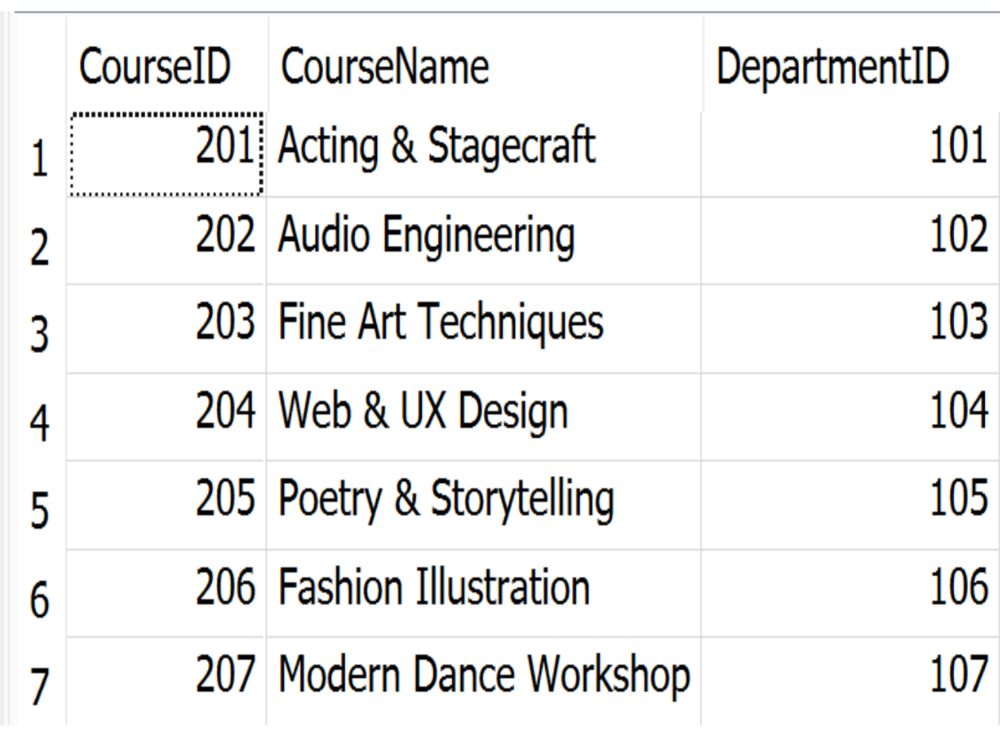 CourseID CourseName DepartmentID
1 201 Acting & Stagecraft 101
2 202 Audio Engineering 102
3 203 Fine Art Techniques 103
4 204 Web & UX Design 104
5 205 Poetry & Storytelling 105
6 206 Fashion Illustration 106
7 207 Modern Dance Workshop 107